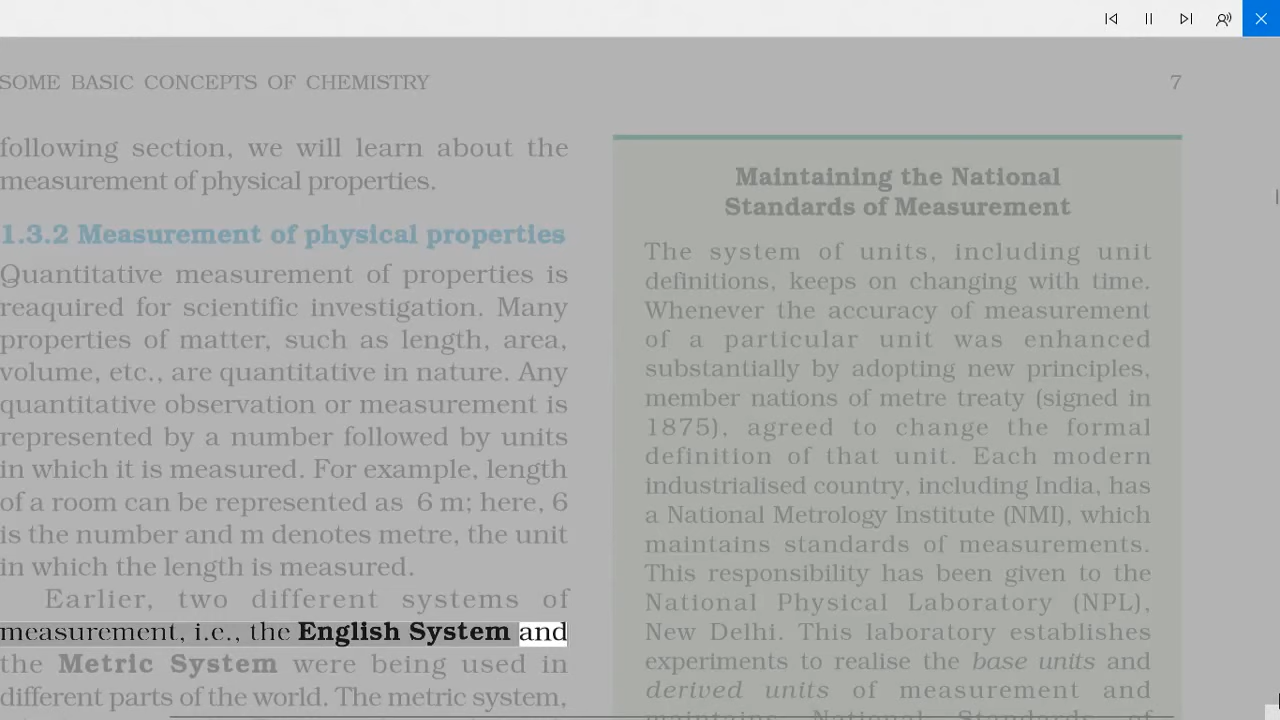 SOME BASIC CONCEPTS OF CHEMISTRY
7
following section, we will learn about the
measurement of physical properties.
1.3.2 Measurement of physical properties
Quantitative measurement of properties is
reaquired for scientific investigation. Many
properties of matter, such as length, area,
volume, etc., are quantitative in nature. Any
quantitative observation or measurement is
represented by a number followed by units
in which it is measured. For example, length
of a room can be represented as 6 m; here, 6
is the number and m denotes metre, the unit
in which the length is measured.
Earlier, two different systems of
measurement, i.e., the English System and
the Metric System were being used in
different parts of the world. The metric system,
Maintaining the National
Standards of Measurement
The system of units, including unit
definitions, keeps on changing with time.
Whenever the accuracy of measurement
of a particular unit was enhanced
substantially by adopting new principles,
member nations of metre treaty (signed in
1875), agreed to change the formal
definition of that unit. Each modern
industrialised country, including India, has
a National Metrology Institute (NMI), which
maintains standards of measurements.
This responsibility has been given to the
National Physical Laboratory (NPL),
New Delhi. This laboratory establishes
experiments to realise the base units and
derived units of measurement and
maintains National Standards of